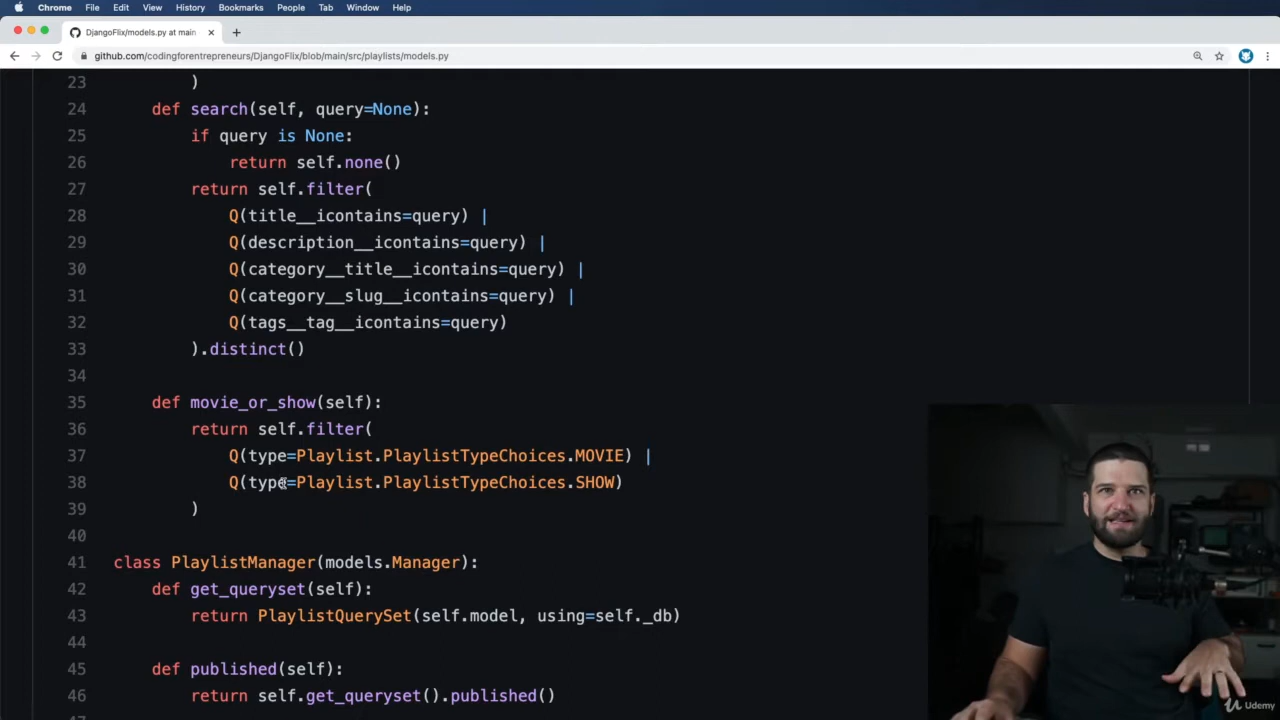 Chrome File Edit View History Bookmarks People Tab Window Help
DjangoFlix/models.py at main
github.com/codingforentrepreneurs/DjangoFlix/blob/main/src/playlists/models.py
23 )
24 def search(self, query=None):
25 if query is None:
26 return self.none()
27 return self.filter(
28 Q(title__icontains=query) |
29 Q(description__icontains=query) |
30 Q(category__title__icontains=query) |
31 Q(category__slug__icontains=query) |
32 Q(tags__tag__icontains=query)
33 ).distinct()
34
35 def movie_or_show(self):
36 return self.filter(
37 Q(type=Playlist.PlaylistTypeChoices.MOVIE) |
38 Q(type=Playlist.PlaylistTypeChoices.SHOW)
39 )
40
41 class PlaylistManager(models.Manager):
42 def get_queryset(self):
43 return PlaylistQuerySet(self.model, using=self._db)
44
45 def published(self):
46 return self.get_queryset().published()
Udemy